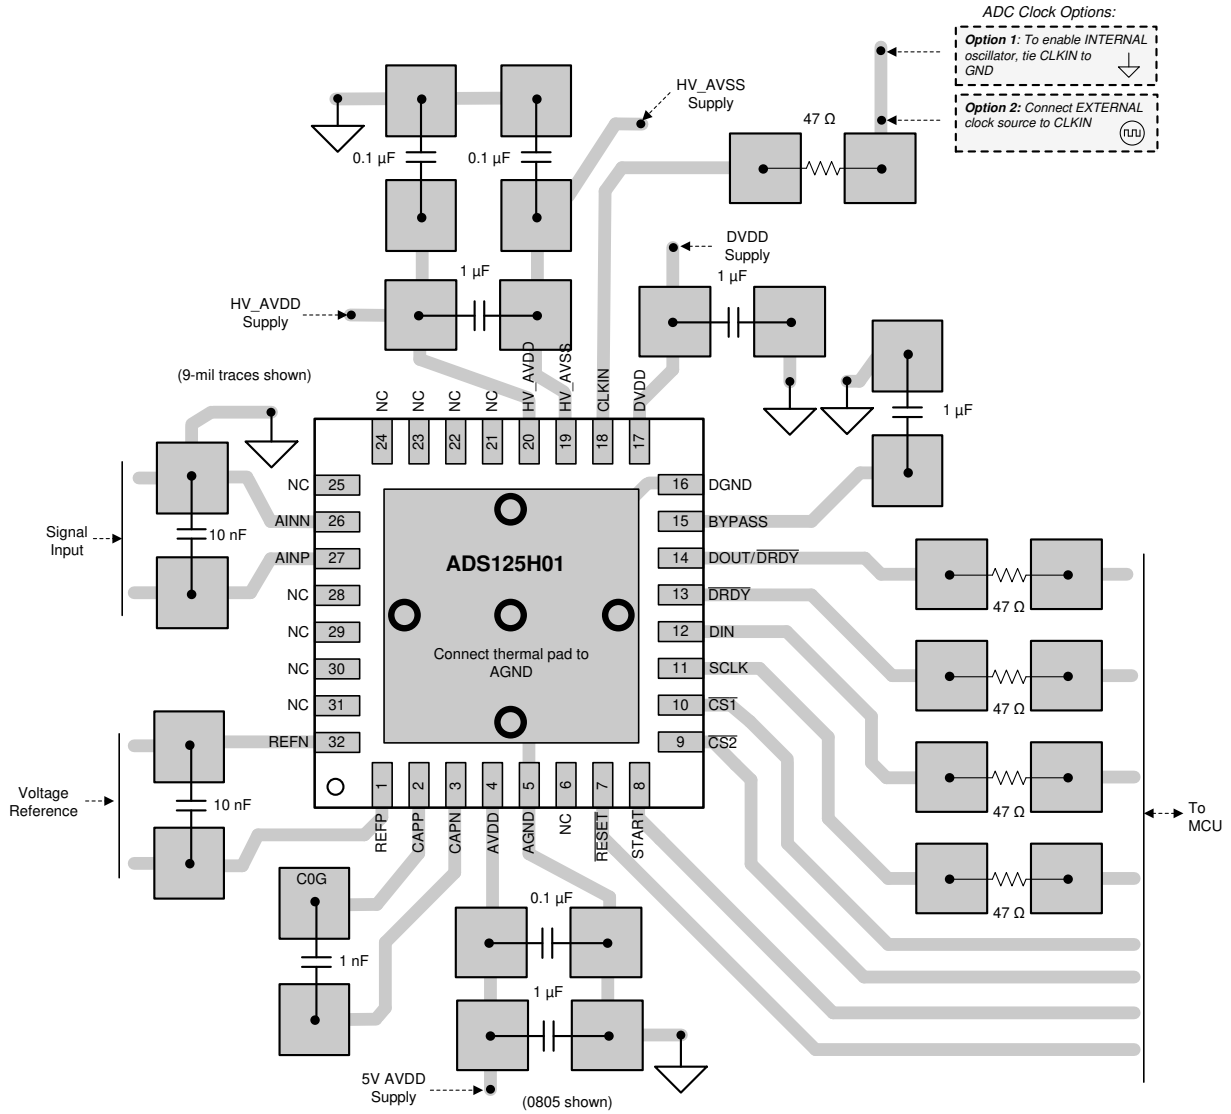 ADC Clock Options:
Option 1: To enable INTERNAL
oscillator, tie CLKIN to
GND
Option 2: Connect EXTERNAL
clock source to CLKIN
HV_AVSS
Supply
47 Ω
0.1 µF
0.1 µF
DVDD
Supply
1 µF
1 µF
HV_AVDD
Supply
(9-mil traces shown)
1 µF
NC
NC
NC
NC
HV_AVDD
HV_AVSS
CLKIN
DVDD
24
23
22
21
20
19
18
17
NC
25
AINN
26
AINP
27
NC
28
NC
29
NC
30
NC
31
REFN
32
Signal
Input
10 nF
Voltage
Reference
10 nF
ADS125H01
Connect thermal pad to
AGND
16
DGND
15
BYPASS
14
DOUT/DRDY
13
DRDY
12
DIN
11
SCLK
10
CS1
9
CS2
47 Ω
47 Ω
47 Ω
47 Ω
To
MCU
1
2
3
4
5
6
7
8
REFP
CAPP
CAPN
AVDD
AGND
NC
RESET
START
C0G
1 nF
0.1 µF
1 µF
5V AVDD
Supply
(0805 shown)